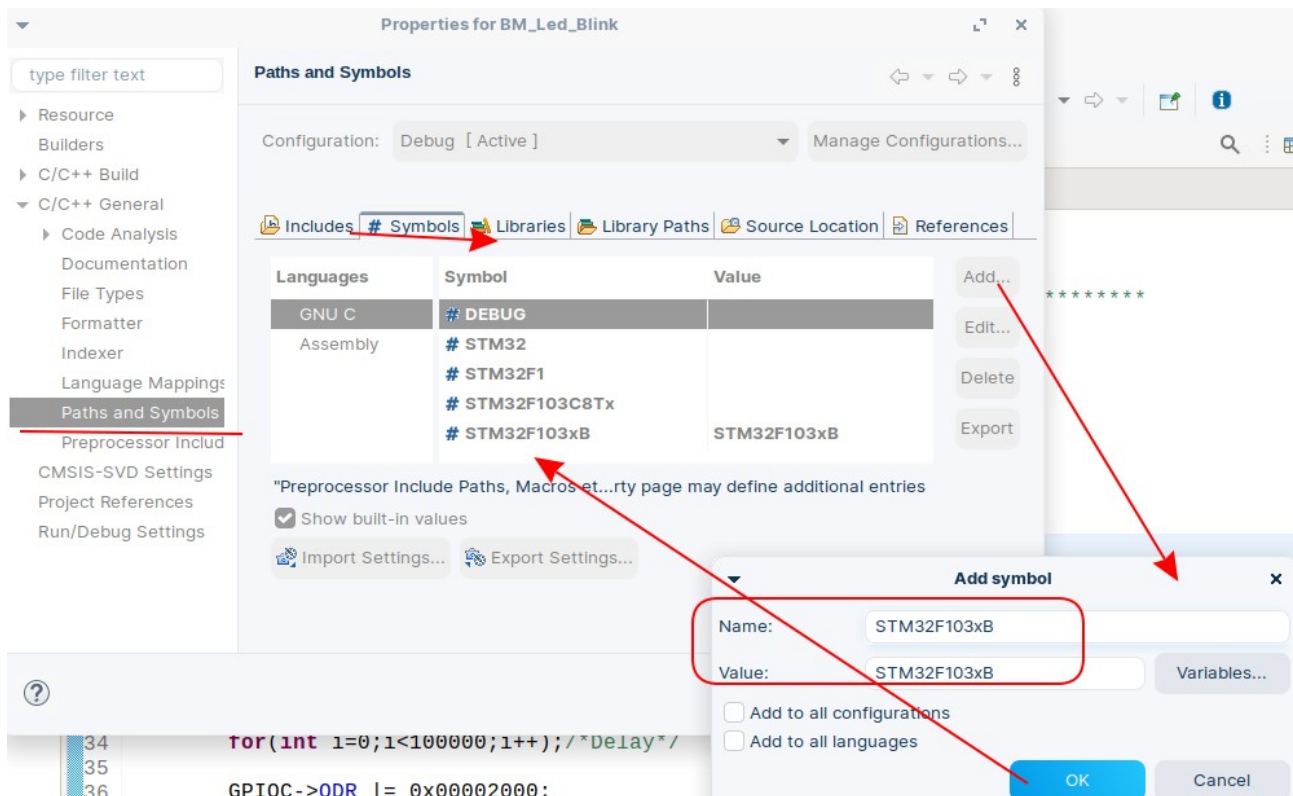 Properties for BM_Led_Blink
type filter text
Resource
Builders
C/C++ Build
C/C++ General
Code Analysis
Documentation
File Types
Formatter
Indexer
Language Mappings
Paths and Symbols
Preprocessor Includ
CMSIS-SVD Settings
Project References
Run/Debug Settings
Paths and Symbols
Configuration: Debug [ Active ] Manage Configurations...
Includes # Symbols Libraries Library Paths Source Location References
Languages Symbol Value
GNU C # DEBUG
Assembly # STM32
# STM32F1
# STM32F103C8Tx
# STM32F103xB STM32F103xB
Add...
Edit...
Delete
Export
"Preprocessor Include Paths, Macros et...rty page may define additional entries
Show built-in values
Import Settings... Export Settings...
********
Add symbol
Name: STM32F103xB
Value: STM32F103xB Variables...
Add to all configurations
Add to all languages
OK Cancel
34 for(int i=0;i<100000;i++);/*Delay*/
35
36 GPIOC->ODR |= 0x00002000;